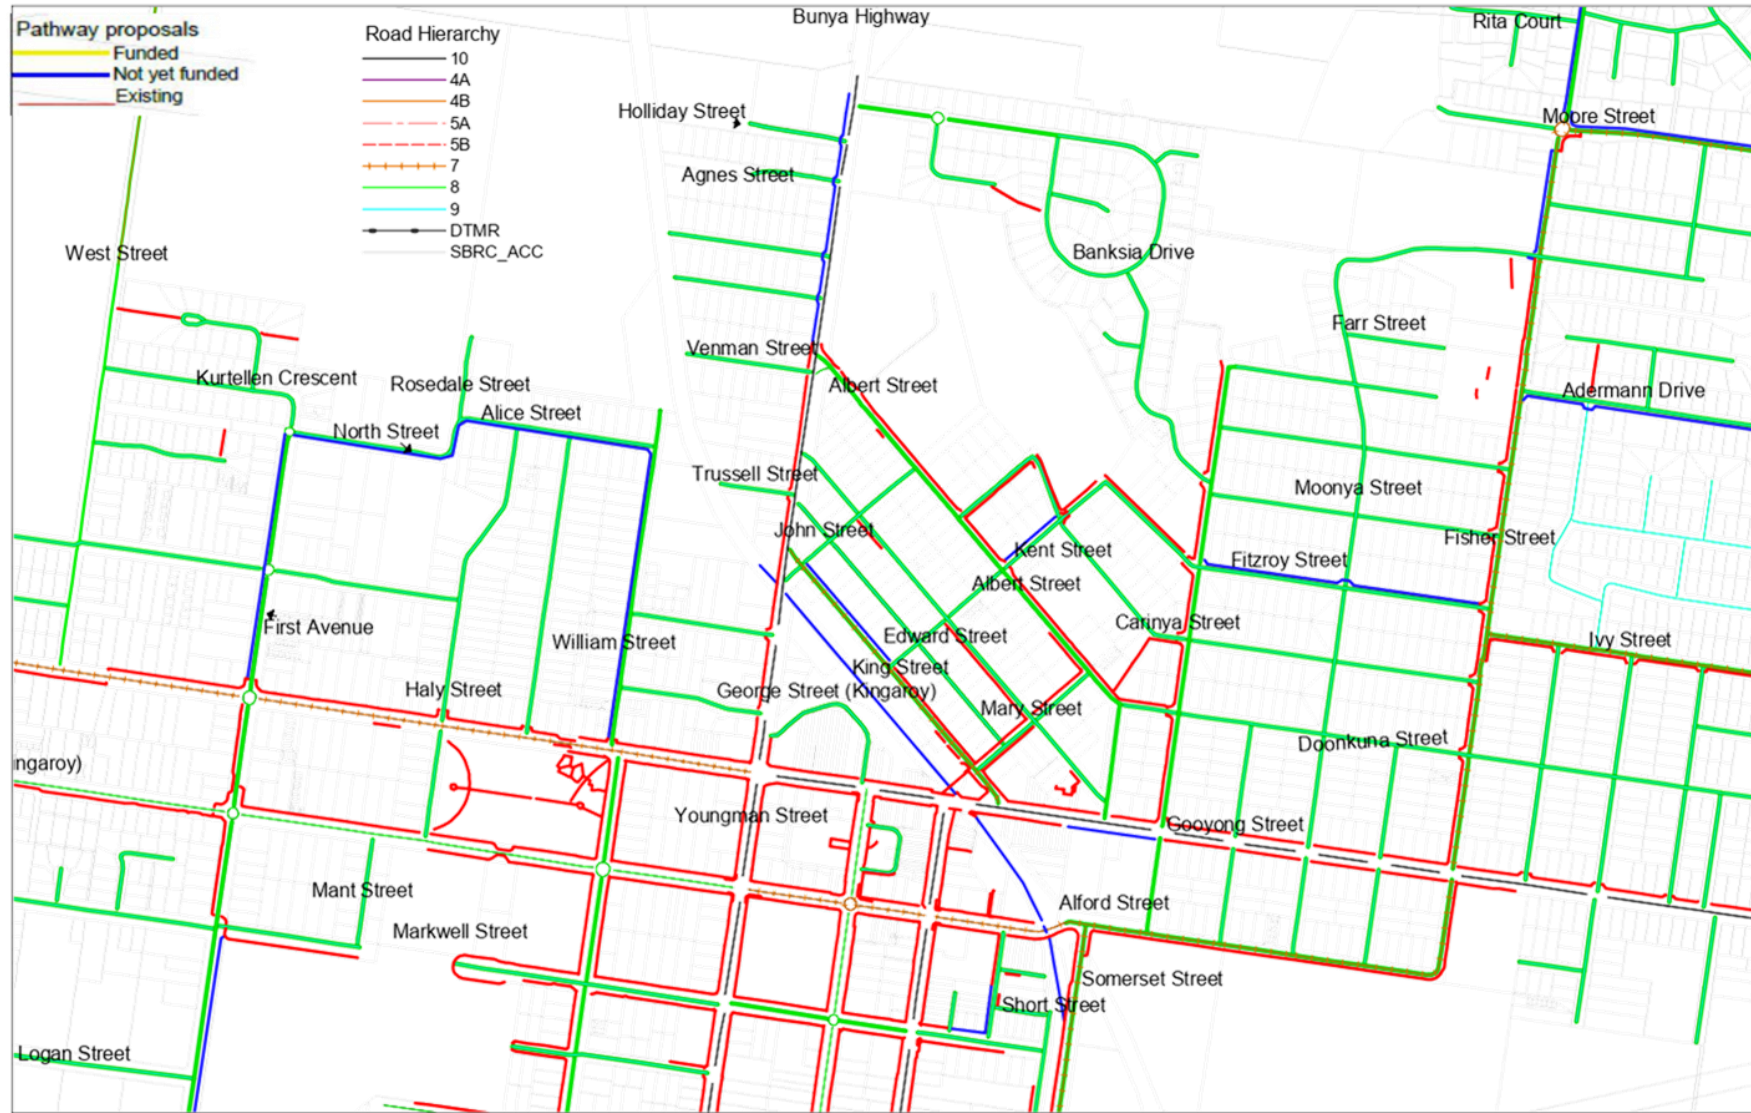 Bunya Highway
Rita Court
Pathway proposals
Funded
Not yet funded
Existing
Road Hierarchy
10
4A
4B
5A
5B
7
8
9
DTMR
SBRC_ACC
Holliday Street
Moore Street
Agnes Street
West Street
Banksia Drive
Farr Street
Venman Street
Kurtellen Crescent
Rosedale Street
Albert Street
Adermann Drive
Alice Street
North Street
Trussell Street
Moonya Street
John Street
Fisher Street
Kent Street
Fitzroy Street
Albert Street
First Avenue
Carinya Street
William Street
Edward Street
Ivy Street
King Street
Haly Street
George Street (Kingaroy)
Mary Street
Doonkuna Street
ingaroy)
Youngman Street
Gooyong Street
Mant Street
Alford Street
Markwell Street
Somerset Street
Short Street
Logan Street